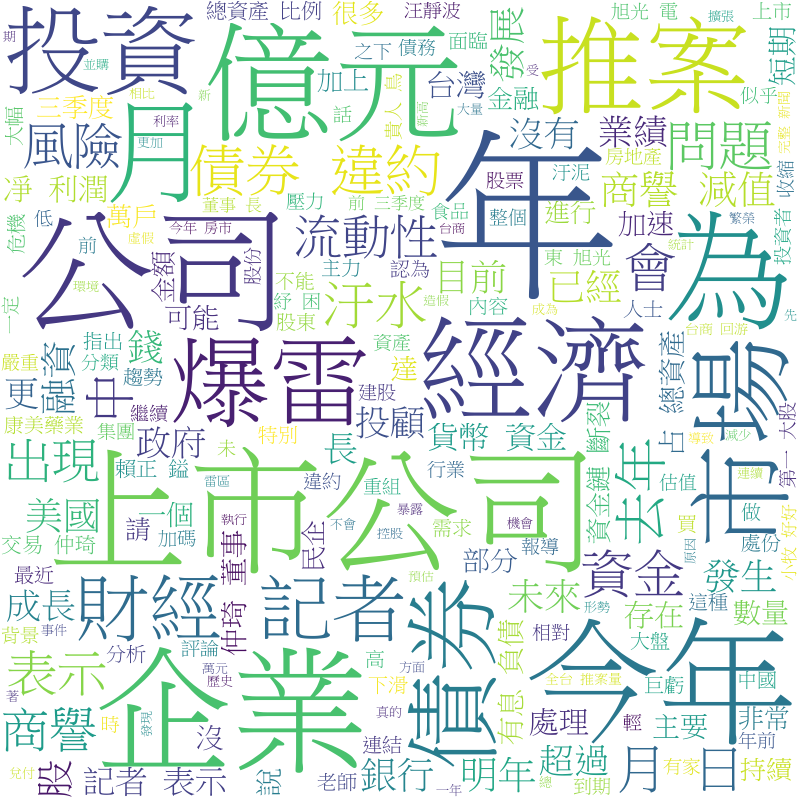 總資產 比例
很多
汪靜波
旭光 電
擴張
上市
期
並購
投資
億元
之下
債務
面臨
發展
推案
短期
加上
台灣
金融
似乎
三季度
相比
新
鳥
貴人
受
大幅
利率
更加
話
新高
大量
月
年
業績
問題
完整 新聞
風險
債券 違約
沒有
房地產
收縮
淨 利潤
股票
汙泥
商譽 減值
董事 長
壓力
前 三季度
食品
整個
進行
投資者
危機
低
萬戶
今年 房市
台商
加速
繁榮
前
虛假
股份
流動性
東 旭光
統計
公司
金額
主力
認為
目前
會
為
環境
紓 困
不能
已經
一定
汙水
造假
內容
人士
先
可能
股東
成為
台商 回游
指出
錢
爆雷
資產
達
經濟
總資產
嚴重
分類
融資
中
市場
更
趨勢
繼續
建股
投顧
貨幣 資金
占
大股
康美藥業
集團
政府
特別
長
資金鏈 斷裂
去年
導致
減少
第一
出現
未
賴正 鎰
行業
估值
連續
上市公司
雷區
違約
重組
暴露
美國
請
一個
執行
不會
機會
需求
買
做
好好
交易 仲琦
加碼
控股
民企
報導
部分
資金
原因
處份
小牧
最近
財經
董事
記者
債券
發生
成長
預估
未來
形勢
存在
這種
數量
背景
事件
仲琦
評論
相對
大盤
今年
表示
分析
萬元
高
方面
有息 負債
全台 推案量
巨虧
中國
著
歷史
企業
下滑
商譽
發現
時
沒
真的
處理
輕
主要
非常
年前
連結
超過
股
記者 表示
說
老師
銀行
明年
月
日
持續
兌付
一年
總
到期
有家